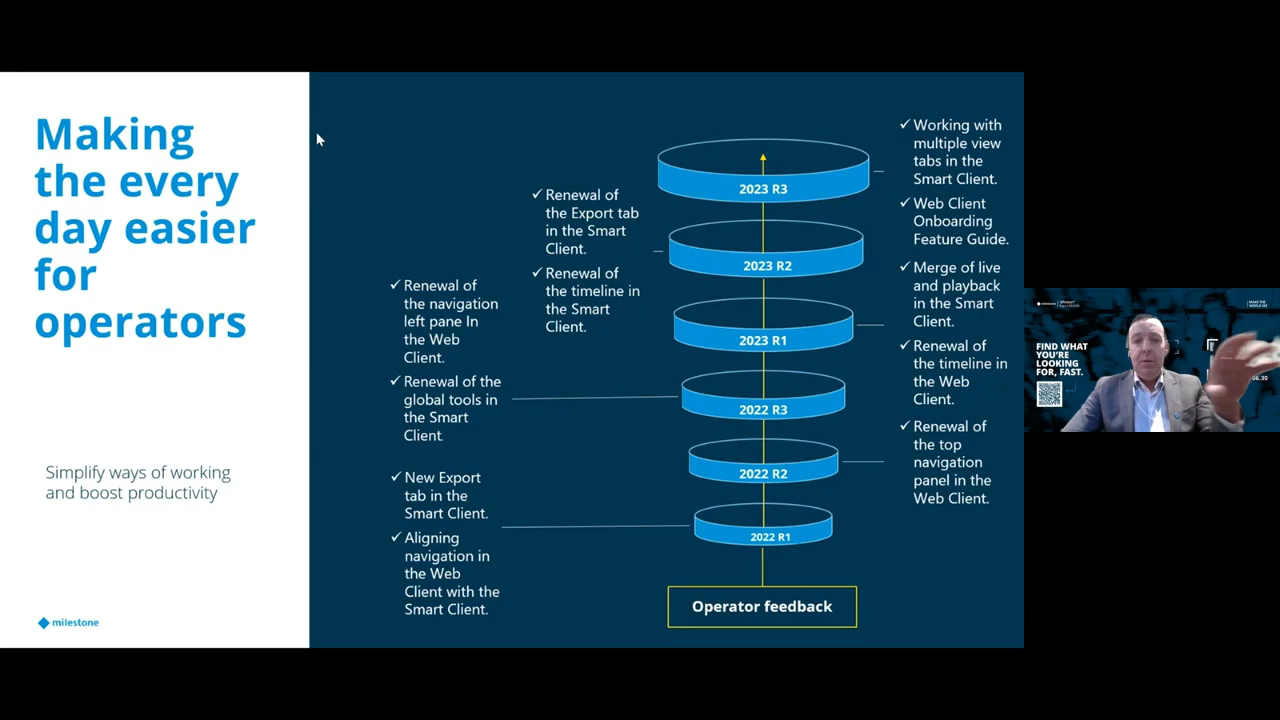 Making
the every
day easier
for
operators
Simplify ways of working
and boost productivity
milestone
Renewal of
the navigation
left pane In
the Web
Client.
Renewal of the
global tools in
the Smart
Client
New Export
tab in the
Smart Client.
Aligning
navigation in
the Web
Client with the
Smart Client.
Renewal of
the Export tab
in the Smart
Client.
Renewal of
the timeline in
the Smart
Client.
2023 R3
2023 R2
2023 R1
2022 R3
2022 R2
2022 R1
Operator feedback
Working with
multiple view
tabs in the
Smart Client.
Web Client
Onboarding
Feature Guide.
Merge of live
and playback
in the Smart
Client.
Renewal of
the timeline in
the Web
Client.
Renewal of
the top
navigation
panel in the
Web Client.
milestone
MAKE THE
WORLD SEE
FIND WHAT
YOU'RE
LOOKING
FOR, FAST.